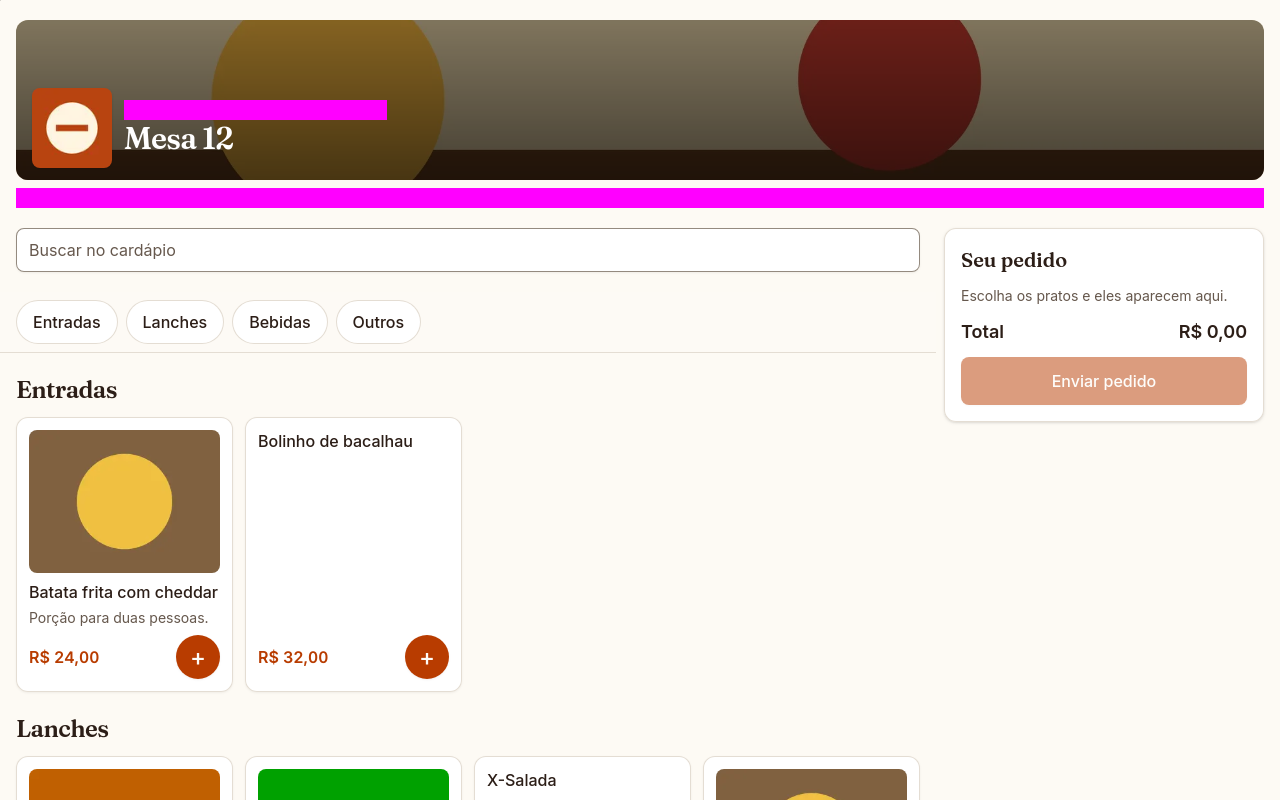 Mesa 12
Buscar no cardápio
Entradas
Lanches
Bebidas
Outros
Seu pedido
Escolha os pratos e eles aparecem aqui.
Total
R$ 0,00
Enviar pedido
Entradas
Batata frita com cheddar
Porção para duas pessoas.
R$ 24,00
+
Bolinho de bacalhau
R$ 32,00
+
Lanches
X-Salada